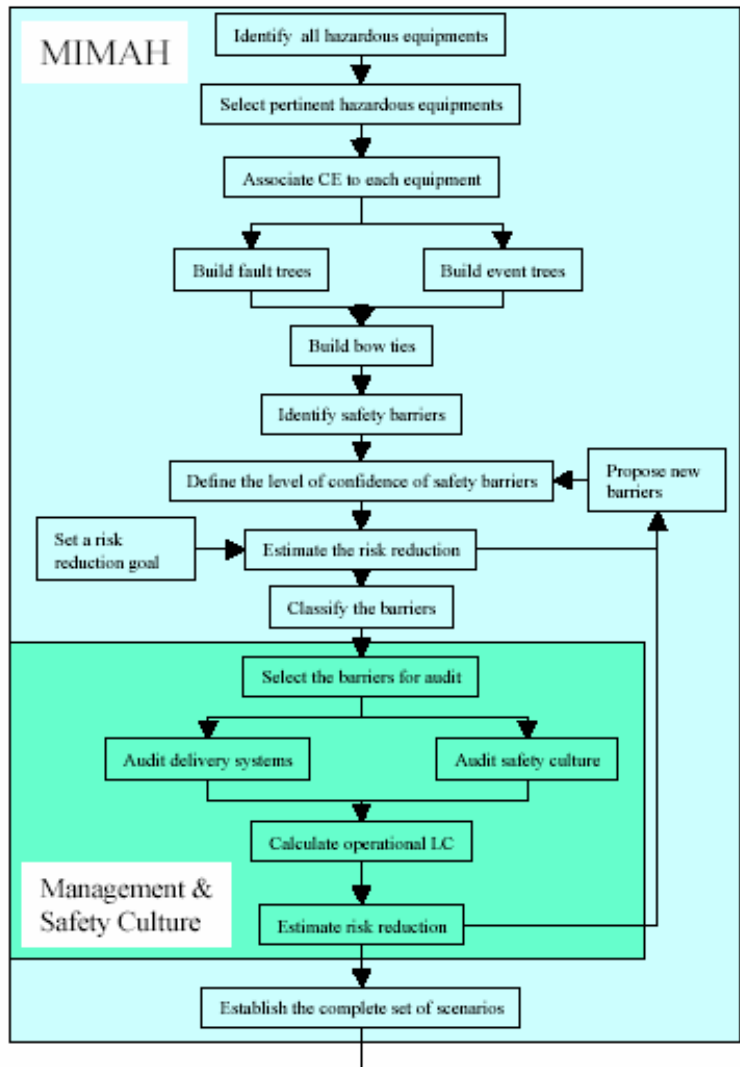 MIMAH
Identify all hazardous equipments
Select pertinent hazardous equipments
Associate CE to each equipment
Build fault trees
Build event trees
Build bow ties
Identify safety barriers
Define the level of confidence of safety barriers
Propose new
barriers
Set a risk
reduction goal
Estimate the risk reduction
Classify the barriers
Select the barriers for audit
Audit delivery systems
Audit safety culture
Calculate operational LC
Management &
Safety Culture
Estimate risk reduction
Establish the complete set of scenarios